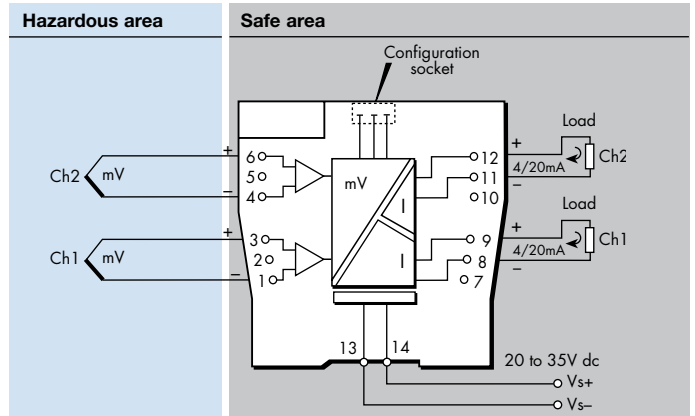 Hazardous area
Safe area
Configuration
socket
Load
+
12
Ch2
4/20mA
11
–
10
+
6
Ch2
mV
5
–
4
mV
I
Load
+
9
Ch1
4/20mA
8
–
7
+
3
Ch1
mV
2
–
1
I
13
14
20 to 35V dc
Vs+
Vs–